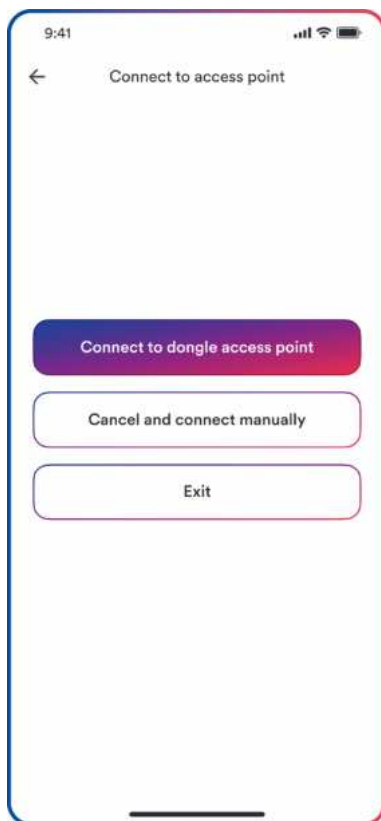 9:41
Connect to access point
Connect to dongle access point
Cancel and connect manually
Exit